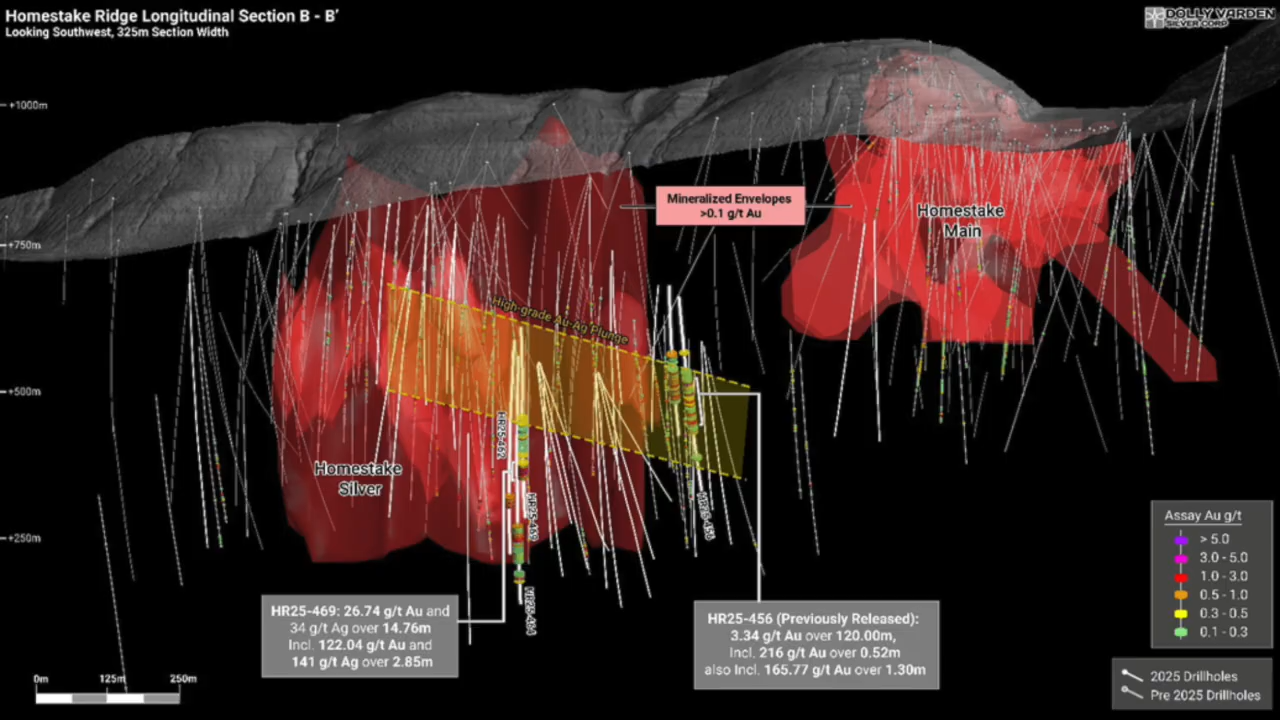 Homestake Ridge Longitudinal Section B - B'
Looking Southwest, 325m Section Width
DOLLY VARDEN
SILVER CORP
+1000m
Mineralized Envelopes
>0.1 g/t Au
Homestake
Main
+750m
High-grade Au-Ag Plunge
+500m
Homestake
Silver
HR25-469
HR25-456
+250m
Assay Au g/t
> 5.0
3.0 - 5.0
1.0 - 3.0
0.5 - 1.0
0.3 - 0.5
0.1 - 0.3
HR25-469: 26.74 g/t Au and
34 g/t Ag over 14.76m
Incl. 122.04 g/t Au and
141 g/t Ag over 2.85m
HR25-456 (Previously Released):
3.34 g/t Au over 120.00m,
Incl. 216 g/t Au over 0.52m
also Incl. 165.77 g/t Au over 1.30m
0m 125m 250m
2025 Drillholes
Pre 2025 Drillholes